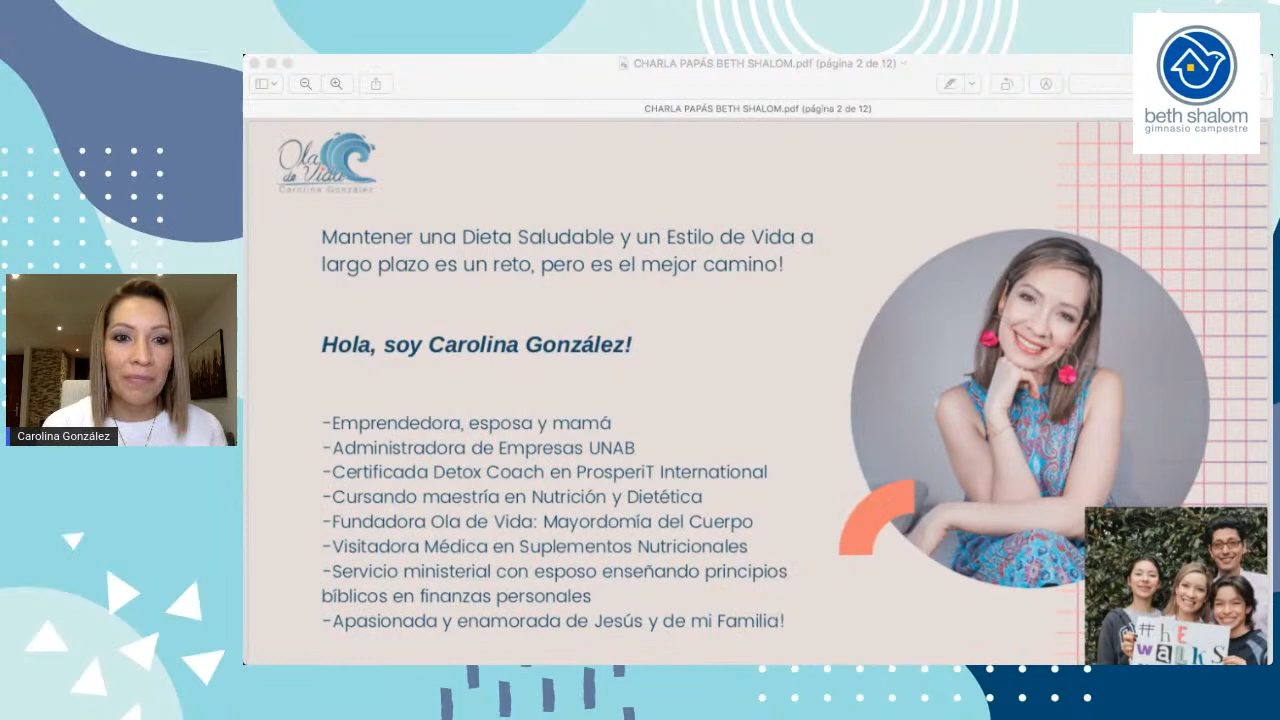 CHARLA PAPÁS BETH SHALOM.pdf (página 2 de 12)
CHARLA PAPÁS BETH SHALOM.pdf (página 2 de 12)
beth shalom
gimnasio campestre
Ola
de Vida
Carolina González
Mantener una Dieta Saludable y un Estilo de Vida a
largo plazo es un reto, pero es el mejor camino!
Hola, soy Carolina González!
-Emprendedora, esposa y mamá
-Administradora de Empresas UNAB
-Certificada Detox Coach en ProsperiT International
-Cursando maestría en Nutrición y Dietética
-Fundadora Ola de Vida: Mayordomía del Cuerpo
-Visitadora Médica en Suplementos Nutricionales
-Servicio ministerial con esposo enseñando principios
bíblicos en finanzas personales
-Apasionada y enamorada de Jesús y de mi Familia!
Carolina González
#hE
WALKS